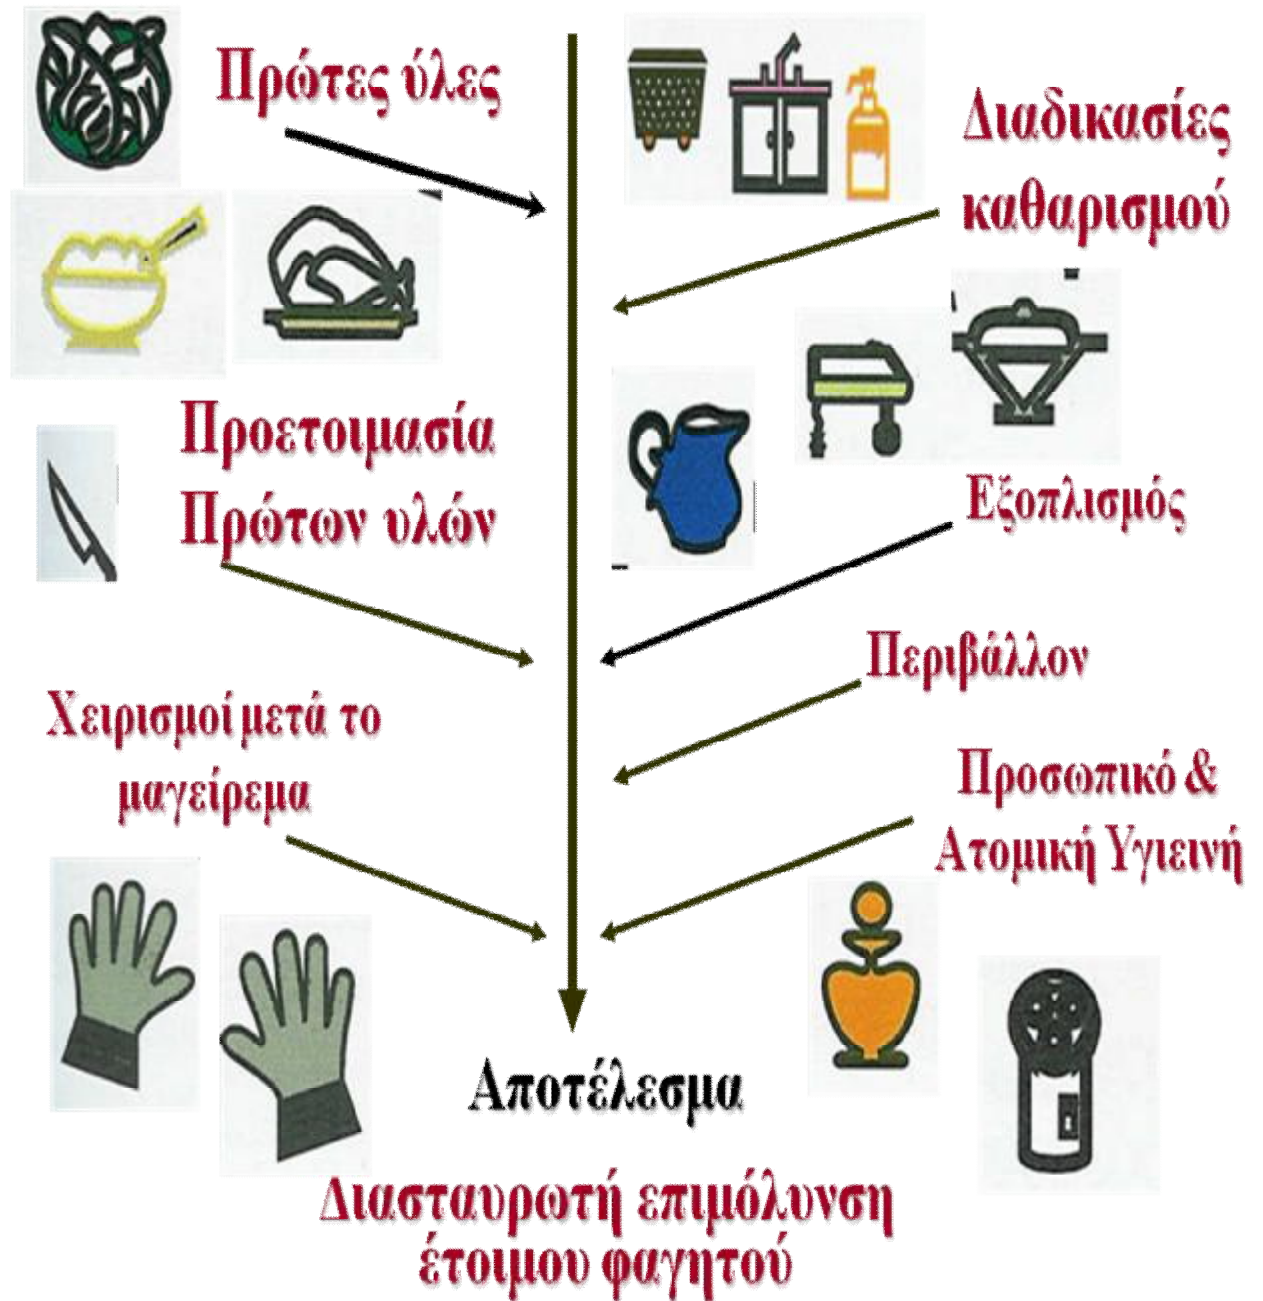 Πρώτες ύλες
Διαδικασίες
καθαρισμού
Προετοιμασία
Πρώτων υλών
Εξοπλισμός
Περιβάλλον
Χειρισμοί μετά το
μαγείρεμα
Προσωπικό &
Ατομική Υγιεινή
Αποτέλεσμα
Διασταυρωτή επιμόλυνση
έτοιμου φαγητού